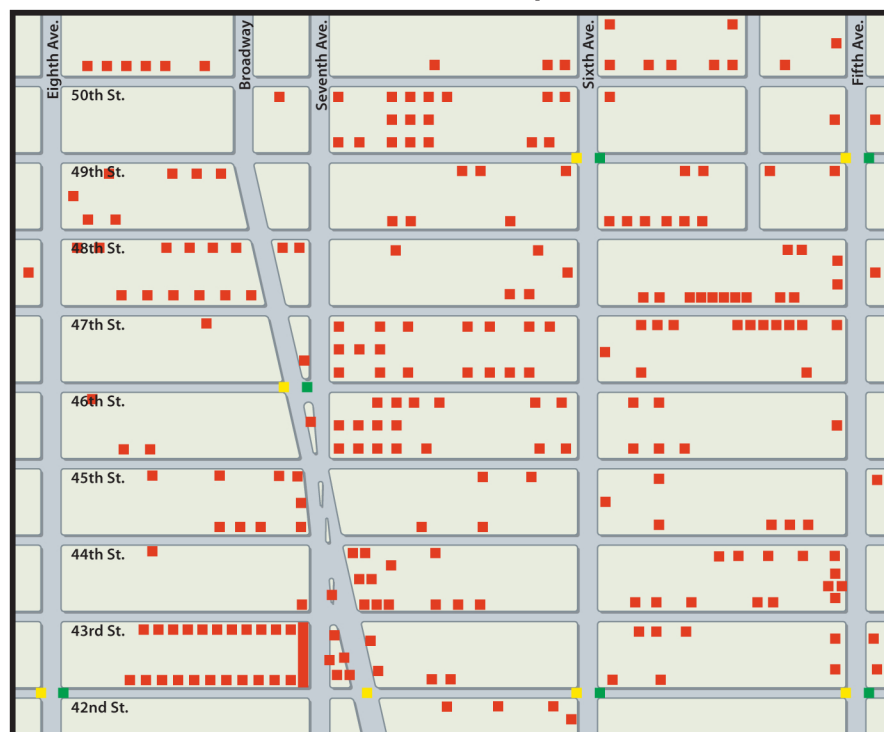 Eighth Ave.
Broadway
Seventh Ave.
Sixth Ave.
Fifth Ave.
50th St.
49th St.
48th St.
47th St.
46th St.
45th St.
44th St.
43rd St.
42nd St.